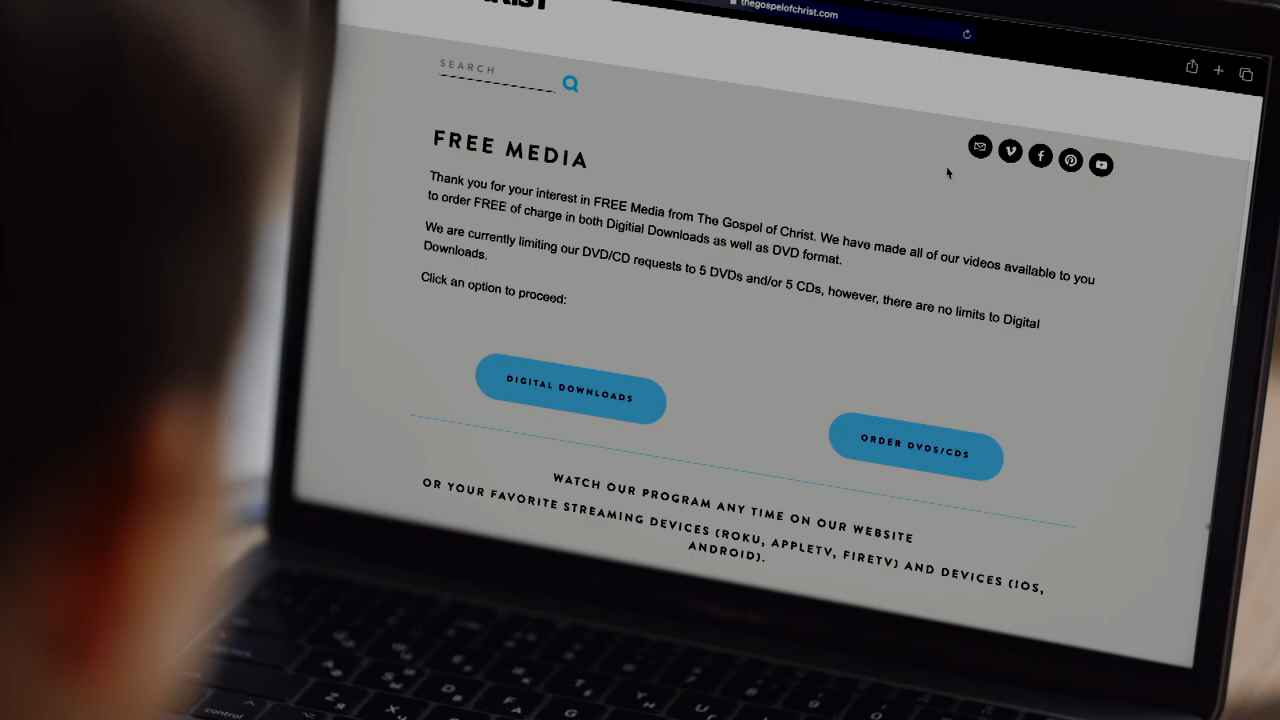 thegospelofchrist.com
SEARCH
FREE MEDIA
Thank you for your interest in FREE Media from The Gospel of Christ. We have made all of our videos available to you
to order FREE of charge in both Digitial Downloads as well as DVD format.
We are currently limiting our DVD/CD requests to 5 DVDs and/or 5 CDs, however, there are no limits to Digital
Downloads.
Click an option to proceed:
DIGITAL DOWNLOADS
ORDER DVDS/CDS
WATCH OUR PROGRAM ANY TIME ON OUR WEBSITE
OR YOUR FAVORITE STREAMING DEVICES (ROKU, APPLETV, FIRETV) AND DEVICES (IOS,
ANDROID).
control